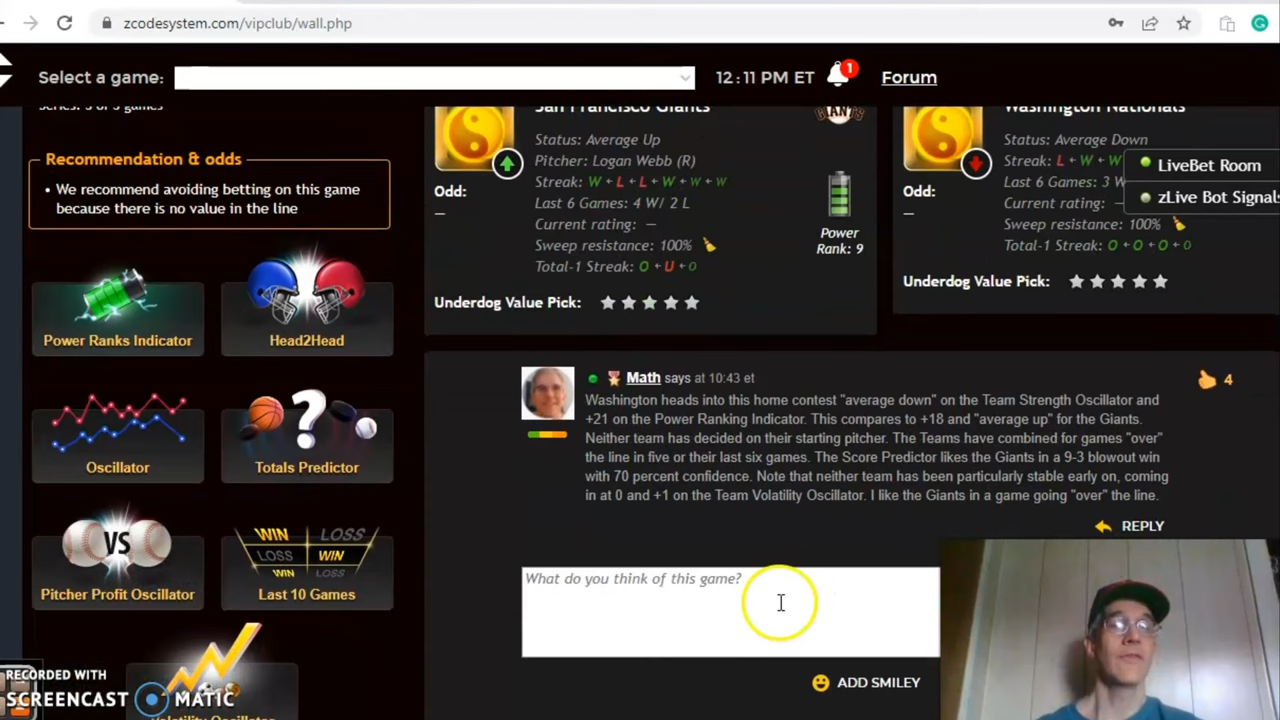 zcodesystem.com/vipclub/wall.php
Select a game:
12:11 PM ET
1
Forum
Recommendation & odds
• We recommend avoiding betting on this game
because there is no value in the line
Power Ranks Indicator
Head2Head
Oscillator
Totals Predictor
VS
Pitcher Profit Oscillator
WIN LOSS
LOSS WIN
WIN LOSS
Last 10 Games
San Francisco Giants
GIANTS
Status: Average Up
Pitcher: Logan Webb (R)
Odd:
—
Streak: W - L - L - W - W - W
Last 6 Games: 4 W/ 2 L
Current rating: —
Sweep resistance: 100%
Total-1 Streak: O - U - O
Power
Rank: 9
Underdog Value Pick:
Washington Nationals
Status: Average Down
Odd:
—
Streak: L - W - W
Last 6 Games: 3 W
Current rating: —
Sweep resistance: 100%
Total-1 Streak: O - O - O - O
Underdog Value Pick:
LiveBet Room
zLive Bot Signals
Math says at 10:43 et
4
Washington heads into this home contest "average down" on the Team Strength Oscillator and
+21 on the Power Ranking Indicator. This compares to +18 and "average up" for the Giants.
Neither team has decided on their starting pitcher. The Teams have combined for games "over"
the line in five or their last six games. The Score Predictor likes the Giants in a 9-3 blowout win
with 70 percent confidence. Note that neither team has been particularly stable early on, coming
in at 0 and +1 on the Team Volatility Oscillator. I like the Giants in a game going "over" the line.
REPLY
What do you think of this game?
ADD SMILEY
RECORDED WITH
SCREENCAST MATIC